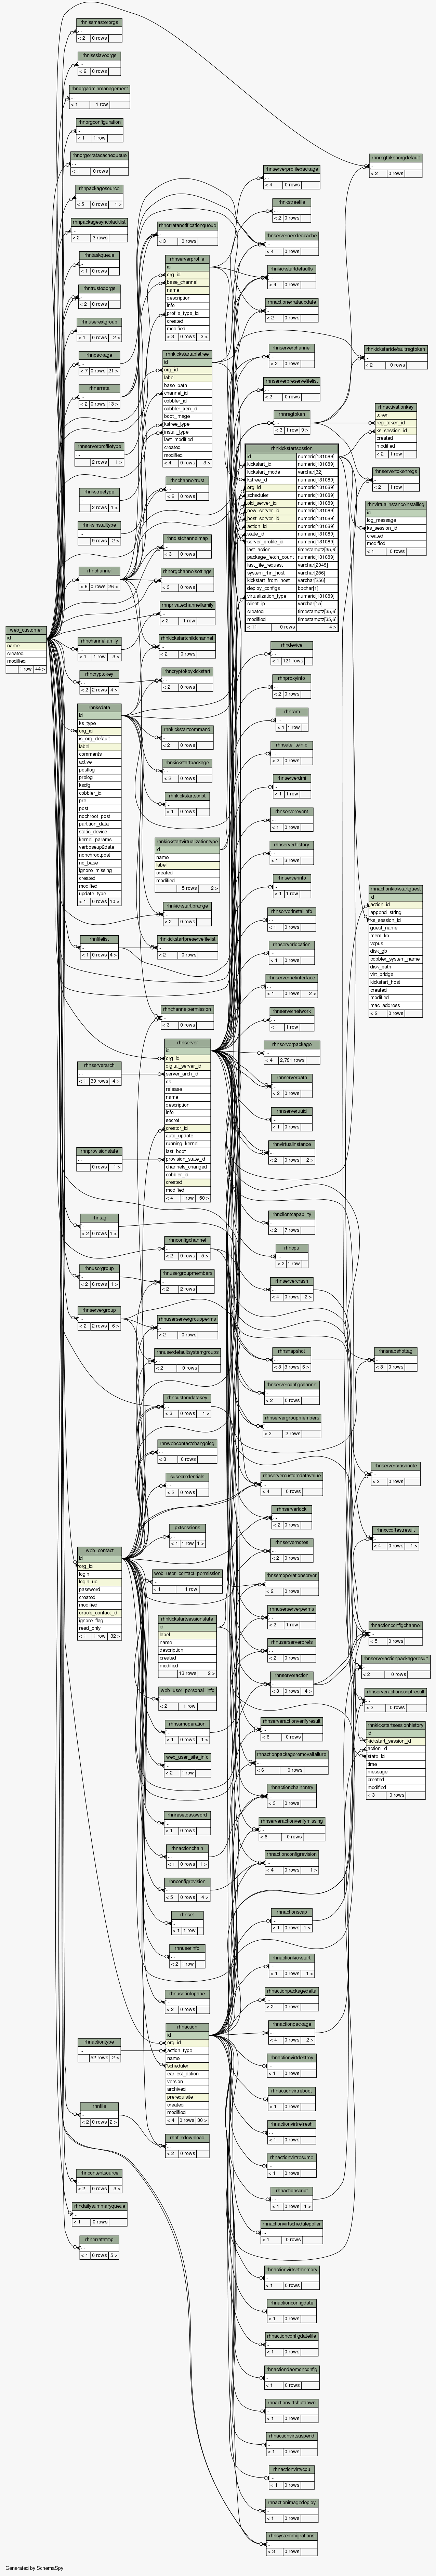 rhnissmasterorgs
...
< 2 0 rows
rhnissslaveorgs
...
< 2 0 rows
rhnorgadminmanagement
...
< 1 1 row
rhnorgconfiguration
...
< 1 1 row
rhnorgerratacachequeue
...
< 1 0 rows
rhnpackagesource
...
< 5 0 rows 1 >
rhnpackagesyncblacklist
...
< 2 3 rows
rhntaskqueue
...
< 1 0 rows
rhntrustedorgs
...
< 2 0 rows
rhnuserextgroup
...
< 1 0 rows 2 >
rhnpackage
...
< 7 0 rows 21 >
rhnerrata
...
< 2 0 rows 13 >
rhnserverprofiletype
...
2 rows 1 >
rhnkstreetype
...
2 rows 1 >
rhnksinstalltype
...
9 rows 2 >
rhnchannel
...
< 6 0 rows 26 >
web_customer
id
name
created
modified
1 row 44 >
rhnchannelfamily
...
< 1 1 row 3 >
rhncryptokey
...
< 2 2 rows 4 >
rhnksdata
id
ks_type
org_id
is_org_default
label
comments
active
postlog
prelog
kscfg
cobbler_id
pre
post
nochroot_post
partition_data
static_device
kernel_params
verboseup2date
nonchrootpost
no_base
ignore_missing
created
modified
update_type
< 1 0 rows 10 >
rhnfilelist
...
< 1 0 rows 4 >
rhnserverarch
...
< 1 39 rows 4 >
rhnprovisionstate
...
0 rows 1 >
rhntag
...
< 2 0 rows 1 >
rhnusergroup
...
< 2 6 rows 1 >
rhnservergroup
...
< 2 2 rows 6 >
web_contact
id
org_id
login
login_uc
password
created
modified
oracle_contact_id
ignore_flag
read_only
< 1 1 row 32 >
rhnactiontype
...
52 rows 2 >
rhnfile
...
< 2 0 rows 2 >
rhncontentsource
...
< 2 0 rows 3 >
rhndailysummaryqueue
...
< 1 0 rows
rhnerratatmp
...
< 1 0 rows 5 >
rhnerratanotificationqueue
...
< 3 0 rows
rhnserverprofile
id
org_id
base_channel
name
description
info
profile_type_id
created
modified
< 3 0 rows 3 >
rhnkickstartabletree
id
org_id
label
base_path
channel_id
cobbler_id
cobbler_xen_id
boot_image
kstree_type
install_type
last_modified
created
modified
< 4 0 rows 3 >
rhnchanneltrust
...
< 2 0 rows
rhndistchannelmap
...
< 3 0 rows
rhnorgchannelsettings
...
< 3 0 rows
rhnprivatechannelfamily
...
< 2 1 row
rhnkickstartchildchannel
...
< 2 0 rows
rhncryptokeykickstart
...
< 2 0 rows
rhnkickstartcommand
...
< 2 0 rows
rhnkickstartpackage
...
< 2 0 rows
rhnkickstartscript
...
< 1 0 rows
rhnkickstartvirtualizationtype
id
name
label
created
modified
5 rows 2 >
rhnkickstartiprange
...
< 2 0 rows
rhnkickstartpreservefilelist
...
< 2 0 rows
rhnchannelpermission
...
< 3 0 rows
rhnserver
id
org_id
digital_server_id
server_arch_id
os
release
name
description
info
secret
creator_id
auto_update
running_kernel
last_boot
provision_state_id
channels_changed
cobbler_id
created
modified
< 4 1 row 50 >
rhnconfigchannel
...
< 2 0 rows 5 >
rhnusergroupmembers
...
< 2 2 rows
rhnuserservergroupperms
...
< 2 0 rows
rhnuserdefaultsystemgroups
...
< 2 0 rows
rhncustomdatakey
...
< 3 0 rows 1 >
rhnwebcontactchangelog
...
< 3 0 rows
susecredentials
...
< 2 0 rows
pxtsessions
...
< 1 1 row 1 >
web_user_contact_permission
...
< 1 1 row
rhnkickstartsessionstate
id
label
name
description
created
modified
13 rows 2 >
web_user_personal_info
...
< 2 1 row
rhnssmoperation
...
< 1 0 rows 1 >
web_user_site_info
...
< 2 1 row
rhnresetpassword
...
< 1 0 rows
rhnactionchain
...
< 1 0 rows 1 >
rhnconfigrevision
...
< 5 0 rows 4 >
rhnset
...
< 1 1 row
rhnuserinfo
...
< 2 1 row
rhnuserinfopane
...
< 2 0 rows
rhnaction
id
org_id
action_type
name
scheduler
earliest_action
version
archived
prerequisite
created
modified
< 4 0 rows 30 >
rhnfiledownload
...
< 2 0 rows
rhnserverprofilepackage
...
< 4 0 rows
rhnkstreefile
...
< 2 0 rows
rhnserverneededcache
...
< 4 0 rows
rhnkickstartdefaults
...
< 4 0 rows
rhnactionerrataupdate
...
< 2 0 rows
rhnserverchannel
...
< 2 0 rows
rhnserverpreservefilelist
...
< 2 0 rows
rhnregtoken
...
< 3 1 row 9 >
rhnkickstartsession
id numeric[131089]
kickstart_id numeric[131089]
kickstart_mode varchar[32]
kstree_id numeric[131089]
org_id numeric[131089]
scheduler numeric[131089]
old_server_id numeric[131089]
new_server_id numeric[131089]
host_server_id numeric[131089]
action_id numeric[131089]
state_id numeric[131089]
server_profile_id numeric[131089]
last_action timestamptz[35,6]
package_fetch_count numeric[131089]
last_file_request varchar[2048]
system_rhn_host varchar[256]
kickstart_from_host varchar[256]
deploy_configs bpchar[1]
virtualization_type numeric[131089]
client_ip varchar[15]
created timestamptz[35,6]
modified timestamptz[35,6]
< 11 0 rows 4 >
rhndevice
...
< 1 121 rows
rhnproxyinfo
...
< 2 0 rows
rhnram
...
< 1 1 row
rhnsatelliteinfo
...
< 2 0 rows
rhnserverdmi
...
< 1 1 row
rhnserverevent
...
< 1 0 rows
rhnserverhistory
...
< 1 3 rows
rhnserverinfo
...
< 1 1 row
rhnserverinstallinfo
...
< 1 0 rows
rhnserverlocation
...
< 1 0 rows
rhnservernetinterface
...
< 1 0 rows 2 >
rhnservernetwork
...
< 1 1 row
rhnserverpackage
...
< 4 2,781 rows
rhnserverpath
...
< 2 0 rows
rhnserveruuid
...
< 1 0 rows
rhnvirtualinstance
...
< 2 0 rows 2 >
rhnclientcapability
...
< 2 7 rows
rhncpu
...
< 2 1 row
rhnservercrash
...
< 4 0 rows 2 >
rhnsnapshot
...
< 3 3 rows 6 >
rhnserverconfigchannel
...
< 2 0 rows
rhnservergroupmembers
...
< 2 2 rows
rhnservercustomdatavalue
...
< 4 0 rows
rhnserverlock
...
< 2 0 rows
rhnservernotes
...
< 2 0 rows
rhnssmoperationserver
...
< 2 0 rows
rhnuserserverperms
...
< 2 1 row
rhnuserserverprefs
...
< 2 0 rows
rhnserveraction
...
< 3 0 rows 4 >
rhnserveractionverifyresult
...
< 6 0 rows
rhnactionpackageremovalfailure
...
< 6 0 rows
rhnactionchainentry
...
< 3 0 rows
rhnserveractionverifymissing
...
< 6 0 rows
rhnactionconfigrevision
...
< 4 0 rows 1 >
rhnactionscap
...
< 1 0 rows 1 >
rhnactionkickstart
...
< 1 0 rows 1 >
rhnactionpackagedelta
...
< 2 0 rows
rhnactionpackage
...
< 4 0 rows 2 >
rhnactionvirtdestroy
...
< 1 0 rows
rhnactionvirtreboot
...
< 1 0 rows
rhnactionvirtrefresh
...
< 1 0 rows
rhnactionvirtresume
...
< 1 0 rows
rhnactionscript
...
< 1 0 rows 1 >
rhnactionvirtschedulepoller
...
< 1 0 rows
rhnactionvirtsetmemory
...
< 1 0 rows
rhnactionconfigdate
...
< 1 0 rows
rhnactionconfigdatefile
...
< 1 0 rows
rhnactiondaemonconfig
...
< 1 0 rows
rhnactionvirtshutdown
...
< 1 0 rows
rhnactionvirtsuspend
...
< 1 0 rows
rhnactionvirtvcpu
...
< 1 0 rows
rhnactionimagedeploy
...
< 1 0 rows
rhnsystemmigrations
...
< 3 0 rows
rhnregtokenorgdefault
...
< 2 0 rows
rhnkickstartdefaultregtoken
...
< 2 0 rows
rhnactivationkey
token
reg_token_id
ks_session_id
created
modified
< 2 1 row
rhnservertokenregs
...
< 2 1 row
rhnvirtualinstanceinstalllog
id
log_message
ks_session_id
created
modified
< 1 0 rows
rhnactionkickstartguest
id
action_id
append_string
ks_session_id
guest_name
mem_kb
vcpus
disk_gb
cobbler_system_name
disk_path
virt_bridge
kickstart_host
created
modified
mac_address
< 2 0 rows
rhnsnapshottag
...
< 3 0 rows
rhnservercrashnote
...
< 2 0 rows
rhnxccdftestresult
...
< 4 0 rows 1 >
rhnactionconfigchannel
...
< 5 0 rows
rhnserveractionpackageresult
...
< 2 0 rows
rhnserveractionscriptresult
...
< 2 0 rows
rhnkickstartsessionhistory
id
kickstart_session_id
action_id
state_id
time
message
created
modified
< 3 0 rows
Generated by SchemaSpy